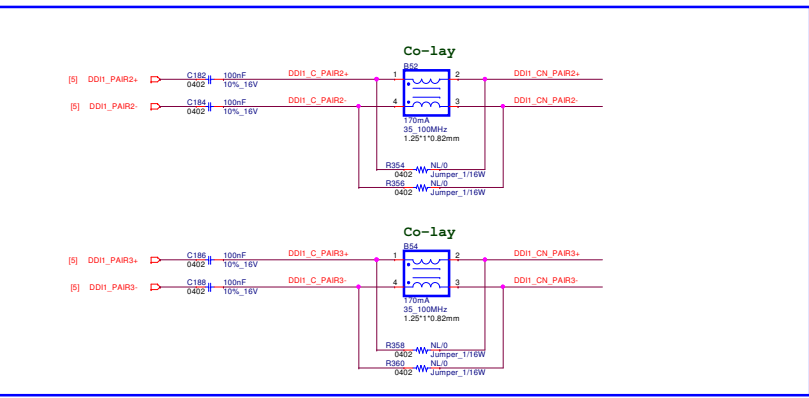 Co-lay
B52
[5] DDI1_PAIR2+ C182 100nF DDI1_C_PAIR2+ 1 2 DDI1_CN_PAIR2+
0402 10%_16V
[5] DDI1_PAIR2- C184 100nF DDI1_C_PAIR2- 4 3 DDI1_CN_PAIR2-
0402 10%_16V
170mA
35_100MHz
1.25*1*0.82mm
R354 NL/0
0402 Jumper_1/16W
R356 NL/0
0402 Jumper_1/16W
Co-lay
B54
[5] DDI1_PAIR3+ C186 100nF DDI1_C_PAIR3+ 1 2 DDI1_CN_PAIR3+
0402 10%_16V
[5] DDI1_PAIR3- C188 100nF DDI1_C_PAIR3- 4 3 DDI1_CN_PAIR3-
0402 10%_16V
170mA
35_100MHz
1.25*1*0.82mm
R358 NL/0
0402 Jumper_1/16W
R360 NL/0
0402 Jumper_1/16W